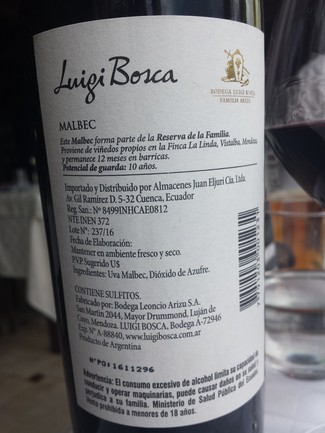 Luigi Bosca
BODEGA LUIGI BOSCA
FAMILIA ARIZU
MALBEC
Este Malbec forma parte de la Reserva de la Familia.
Proviene de viñedos propios en la Finca La Linda, Vistalba, Mendoza,
y permanece 12 meses en barricas.
Potencial de guarda: 10 años.
Importado y Distribuido por Almacenes Juan Eljuri Cía. Ltda.
Av. Gil Ramírez D. 5-32 Cuenca, Ecuador
Reg. San.: Nº 8499INHCAE0812
NTE INEN 372
Lote Nº: 237/16
Fecha de Elaboración:
Mantener en ambiente fresco y seco.
PVP Sugerido U$
Ingredientes: Uva Malbec, Dióxido de Azufre.
CONTIENE SULFITOS.
Fabricado por: Bodega Leoncio Arizu S.A.
San Martín 2044, Mayor Drummond, Luján de
Cuyo, Mendoza. LUIGI BOSCA, Bodega A-72946
Exp. Nº A-88840, www.luigibosca.com.ar
Producto de Argentina
NºPO:1611296
Advertencia: El consumo excesivo de alcohol limita su capacidad de
conducir y operar maquinarias, puede causar daños en su salud y
perjudica a su familia. Ministerio de Salud Pública del
Venta prohibida a menores de 18 años.